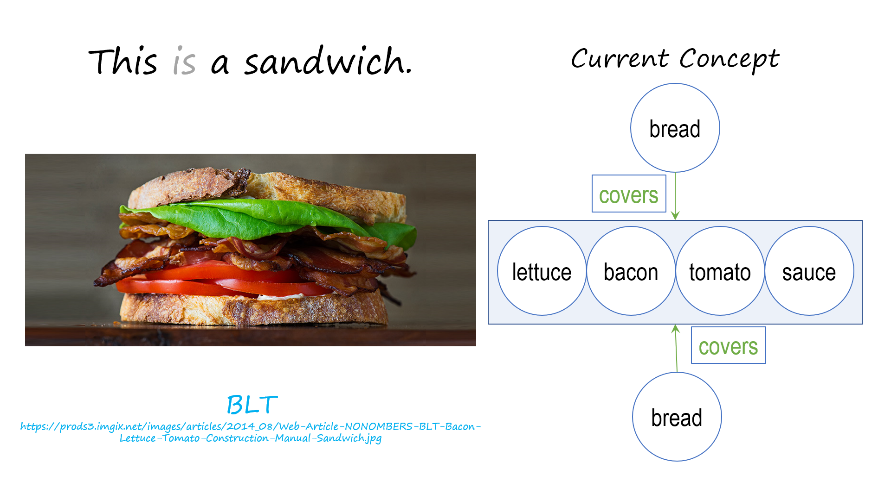 This is a sandwich.
Current Concept
bread
covers
lettuce bacon tomato sauce
covers
bread
BLT
https://prods3.imgix.net/images/articles/2014_08/Web-Article-NONOMBERS-BLT-Bacon-
Lettuce-Tomato-Construction-Manual-Sandwich.jpg